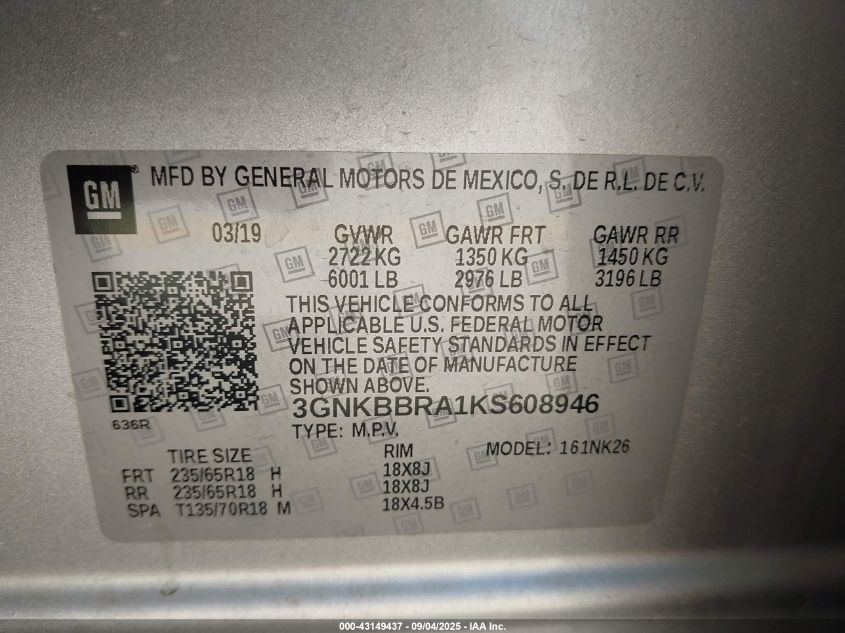 GM
MFD BY GENERAL MOTORS DE MEXICO, S. DE R.L. DE C.V.
03/19 GVWR GAWR FRT GAWR RR
2722 KG 1350 KG 1450 KG
6001 LB 2976 LB 3196 LB
THIS VEHICLE CONFORMS TO ALL
APPLICABLE U.S. FEDERAL MOTOR
VEHICLE SAFETY STANDARDS IN EFFECT
ON THE DATE OF MANUFACTURE
SHOWN ABOVE.
3GNKBBRA1KS608946
636R
TYPE: M.P.V.
MODEL: 161NK26
TIRE SIZE RIM
FRT 235/65R18 H 18X8J
RR 235/65R18 H 18X8J
SPA T135/70R18 M 18X4.5B
000-43149437 - 09/04/2025 - IAA Inc.